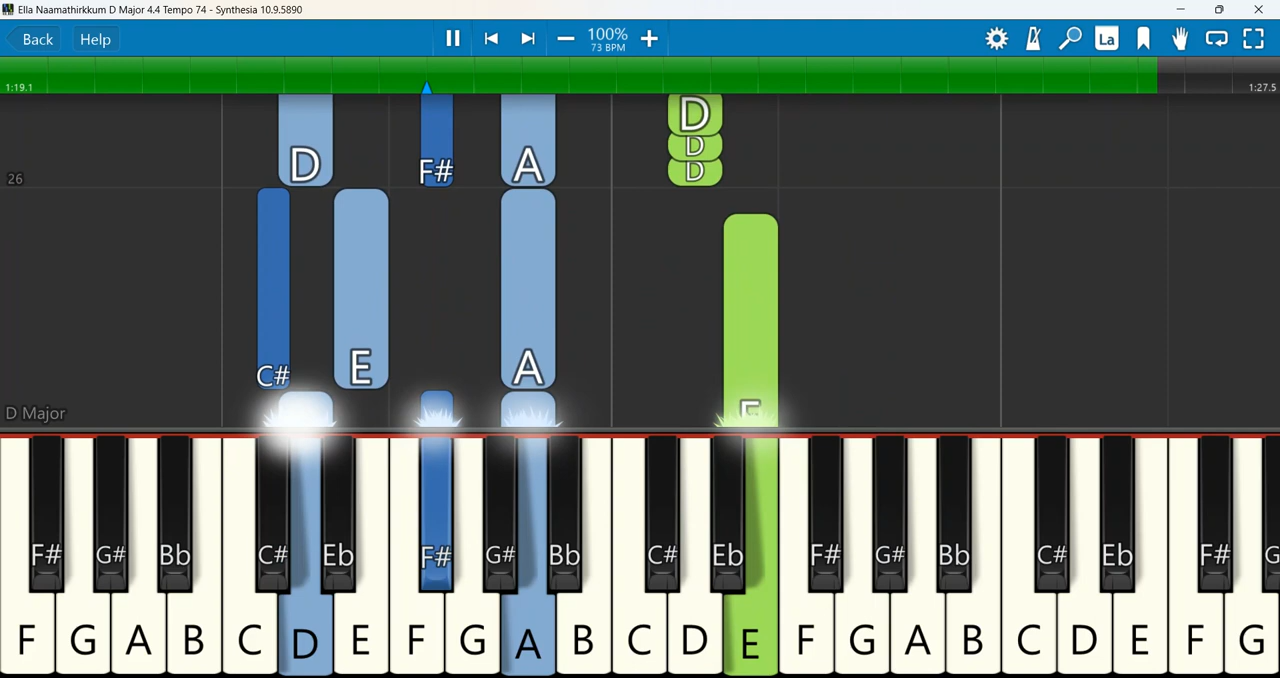 Ella Naamathirkkum D Major 4.4 Tempo 74 - Synthesia 10.9.5890
Back Help 100% La
73 BPM
1:19.1 1:27.5
D F# A D
D
D
26
C# E A
D Major E
F# G# Bb C# Eb F# G# Bb C# Eb F# G# Bb C# Eb F# G
F G A B C D E F G A B C D E F G A B C D E F G